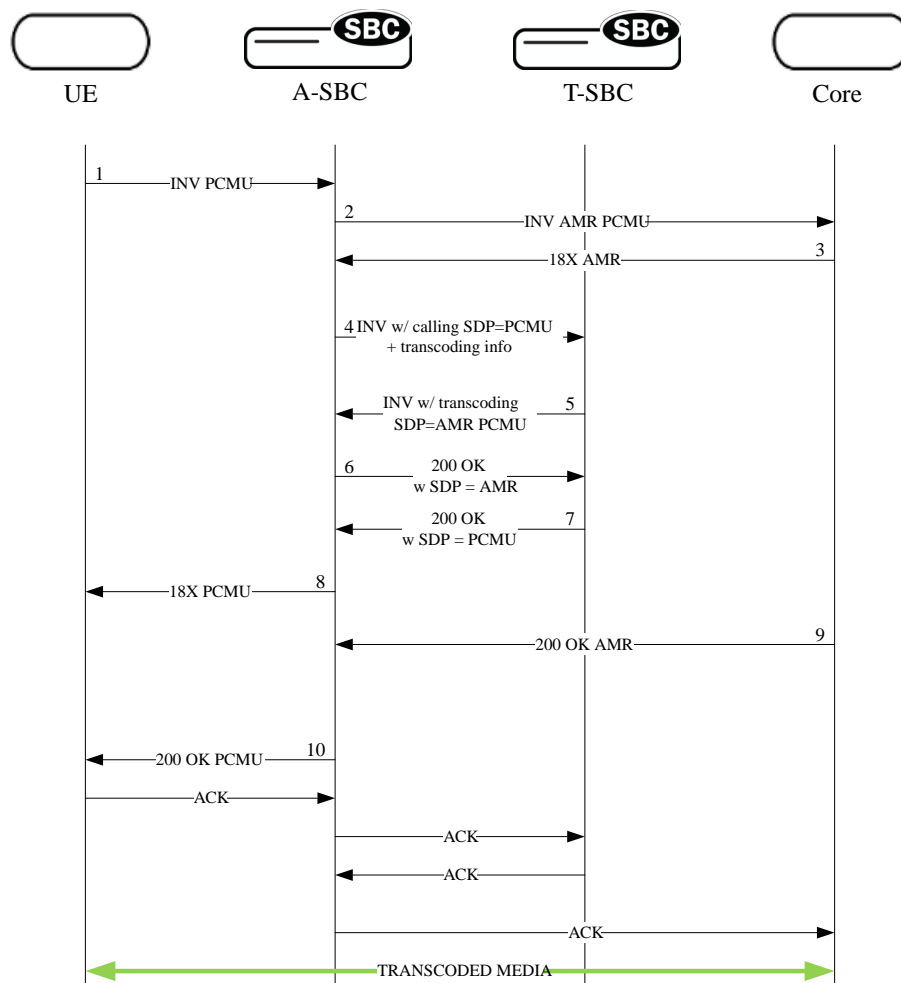 SBC
SBC
UE
A-SBC
T-SBC
Core
1
INV PCMU
2
INV AMR PCMU
3
18X AMR
4
INV w/ calling SDP=PCMU
+ transcoding info
INV w/ transcoding
5
SDP=AMR PCMU
6
200 OK
w SDP = AMR
200 OK
7
w SDP = PCMU
8
18X PCMU
9
200 OK AMR
10
200 OK PCMU
ACK
ACK
ACK
ACK
TRANSCODED MEDIA